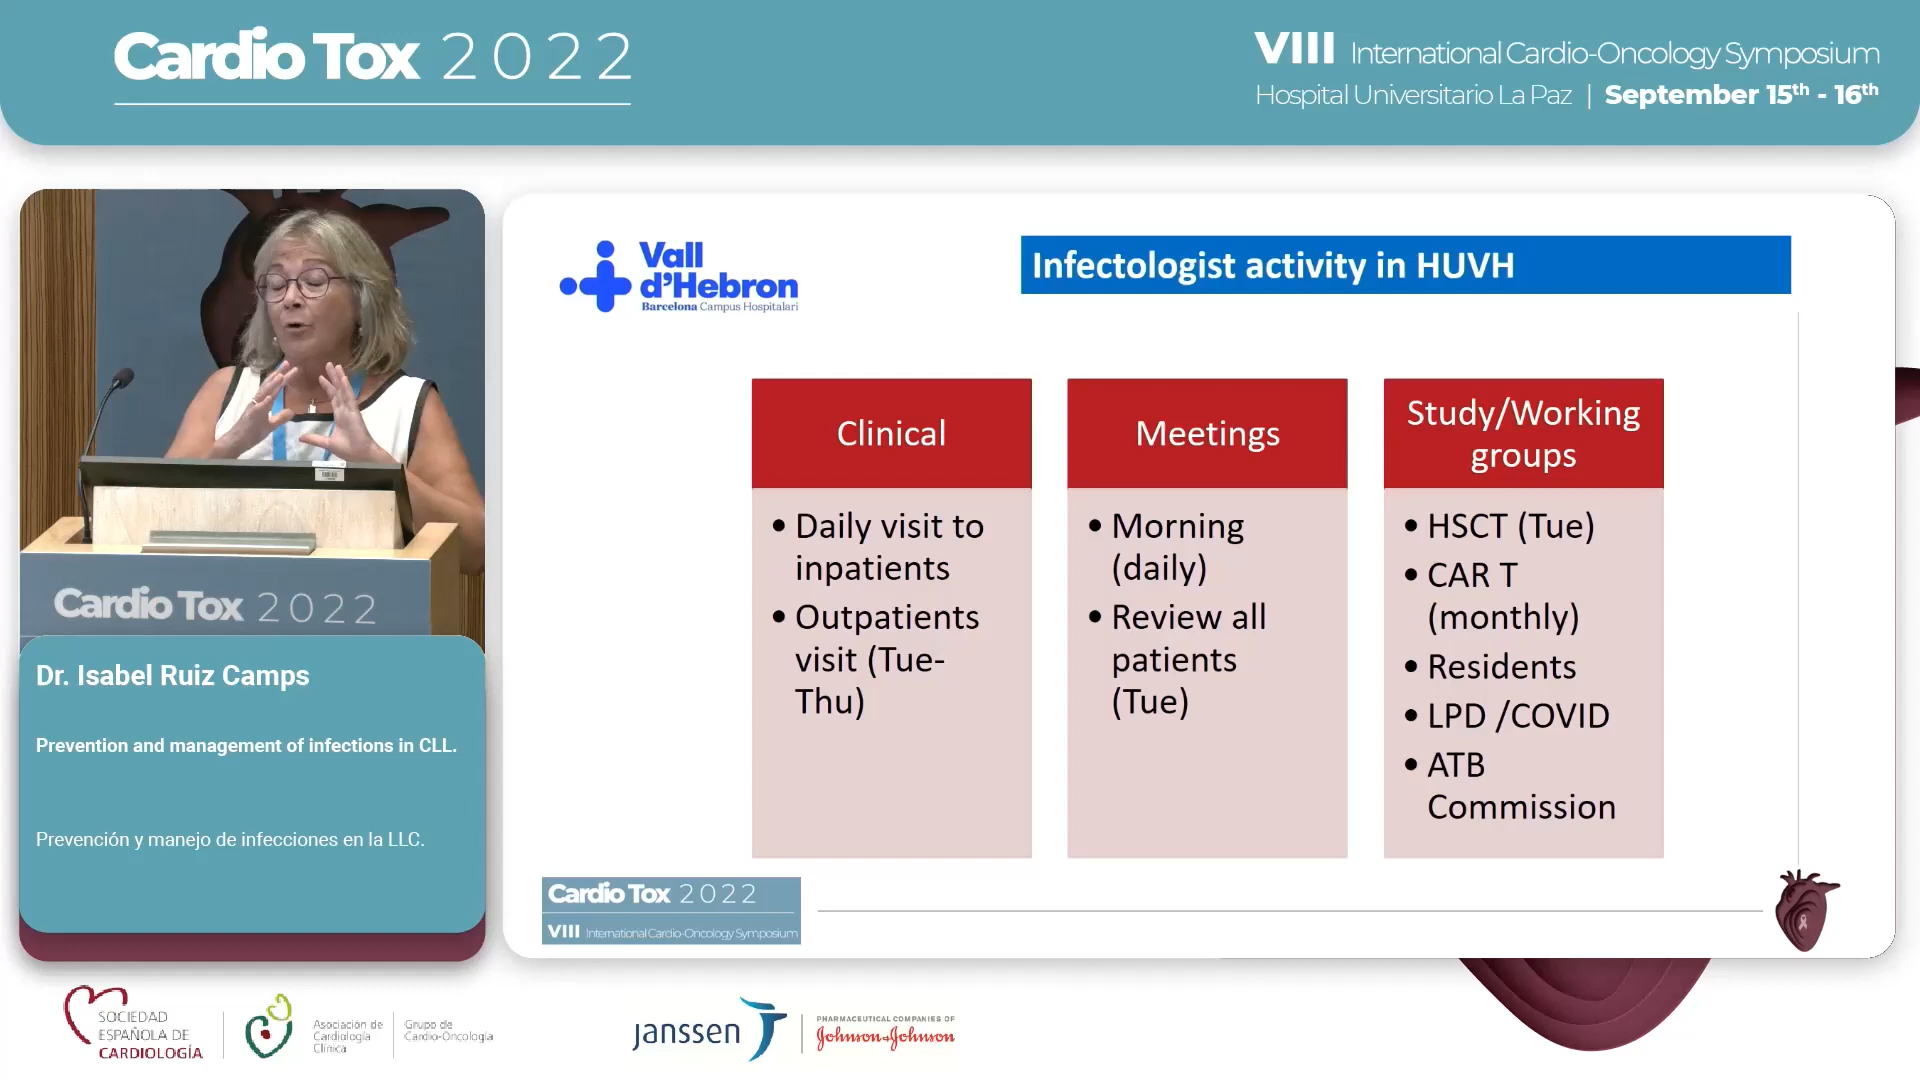 Cardio Tox 2022
VIII International Cardio-Oncology Symposium
Hospital Universitario La Paz | September 15th - 16th
Cardio Tox 2022
Dr. Isabel Ruiz Camps
Prevention and management of infections in CLL.
Prevención y manejo de infecciones en la LLC.
Vall
d'Hebron
Barcelona Campus Hospitalari
Infectologist activity in HUVH
Clinical
• Daily visit to
inpatients
• Outpatients
visit (Tue-
Thu)
Meetings
• Morning
(daily)
• Review all
patients
(Tue)
Study/Working
groups
• HSCT (Tue)
• CAR T
(monthly)
• Residents
• LPD /COVID
• ATB
Commission
Cardio Tox 2022
VIII International Cardio-Oncology Symposium
SOCIEDAD
ESPAÑOLA DE
CARDIOLOGÍA
Asociación de
Cardiología
Clínica
Grupo de
Cardio-Oncología
janssen
PHARMACEUTICAL COMPANIES OF
Johnson & Johnson